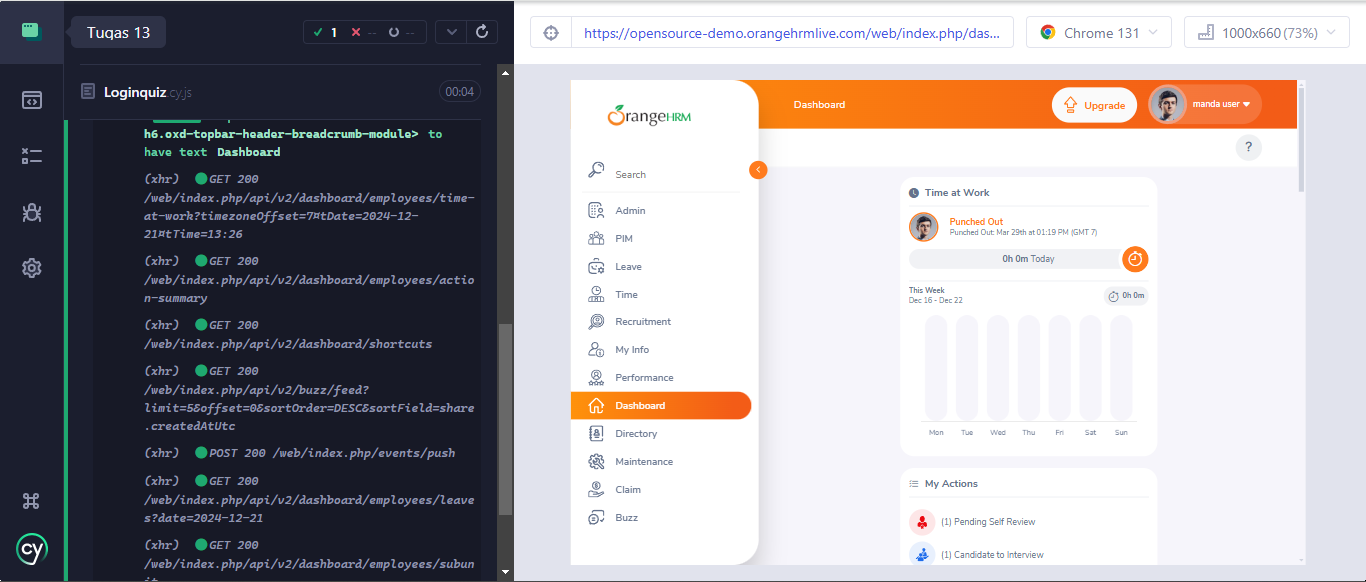 Tugas 13
1
--
--
https://opensource-demo.orangehrmlive.com/web/index.php/das...
Chrome 131
1000x660 (73%)
Loginquiz.cy.js
00:04
h6.oxd-topbar-header-breadcrumb-module> to
have text Dashboard
(xhr) GET 200
/web/index.php/api/v2/dashboard/employees/time-
at-work?timezoneOffset=7¤tDate=2024-12-
21¤tTime=13:26
(xhr) GET 200
/web/index.php/api/v2/dashboard/employees/actio
n-summary
(xhr) GET 200
/web/index.php/api/v2/dashboard/shortcuts
(xhr) GET 200
/web/index.php/api/v2/buzz/feed?
limit=5&offset=0&sortOrder=DESC&sortField=share
.createdAtUtc
(xhr) POST 200 /web/index.php/events/push
(xhr) GET 200
/web/index.php/api/v2/dashboard/employees/leave
s?date=2024-12-21
(xhr) GET 200
/web/index.php/api/v2/dashboard/employees/subun
cy
OrangeHRM
Search
Admin
PIM
Leave
Time
Recruitment
My Info
Performance
Dashboard
Directory
Maintenance
Claim
Buzz
Dashboard
Upgrade
manda user
?
Time at Work
Punched Out
Punched Out: Mar 29th at 01:19 PM (GMT 7)
0h 0m Today
This Week
Dec 16 - Dec 22
0h 0m
Mon Tue Wed Thu Fri Sat Sun
My Actions
(1) Pending Self Review
(1) Candidate to Interview